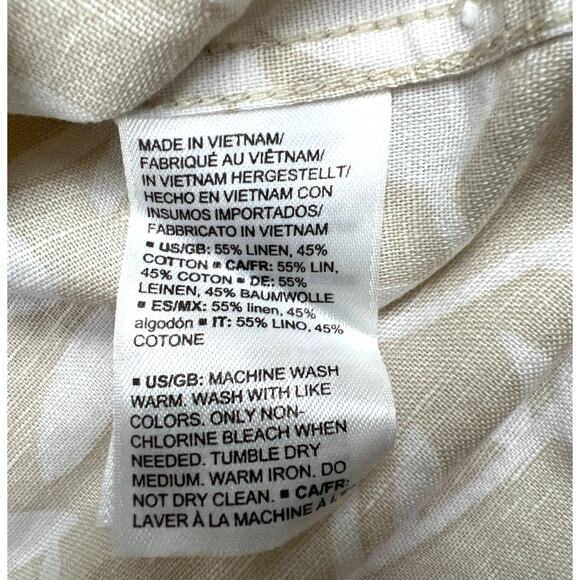 MADE IN VIETNAM/
FABRIQUÉ AU VIÊTNAM/
IN VIETNAM HERGESTELLT/
HECHO EN VIETNAM CON
INSUMOS IMPORTADOS/
FABBRICATO IN VIETNAM
▪ US/GB: 55% LINEN, 45%
COTTON ▪ CA/FR: 55% LIN,
45% COTON ▪ DE: 55%
LEINEN, 45% BAUMWOLLE
▪ ES/MX: 55% linen, 45%
algodón ▪ IT: 55% LINO, 45%
COTONE
▪ US/GB: MACHINE WASH
WARM. WASH WITH LIKE
COLORS. ONLY NON-
CHLORINE BLEACH WHEN
NEEDED. TUMBLE DRY
MEDIUM. WARM IRON. DO
NOT DRY CLEAN. ▪ CA/FR:
LAVER À LA MACHINE À